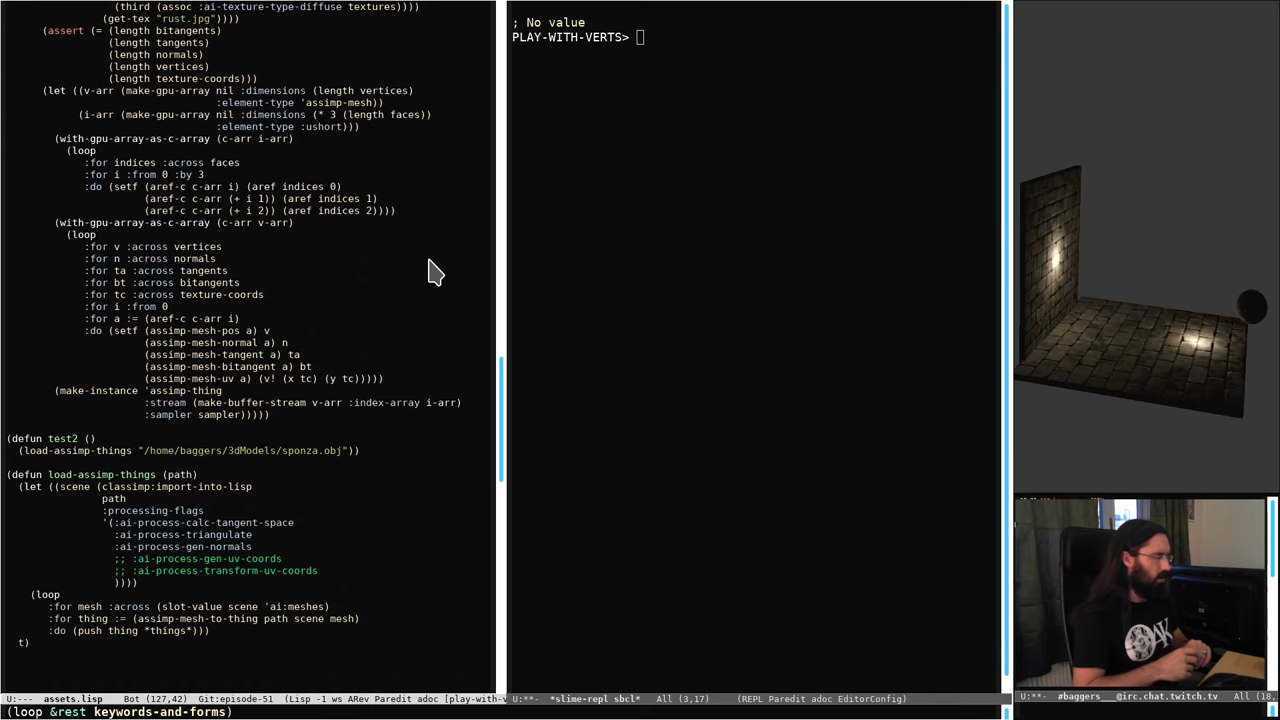 (third (assoc :ai-texture-type-diffuse textures))))
(get-tex "rust.jpg"))))
(assert (= (length bitangents)
(length tangents)
(length normals)
(length vertices)
(length texture-coords)))
(let ((v-arr (make-gpu-array nil :dimensions (length vertices)
:element-type 'assimp-mesh))
(i-arr (make-gpu-array nil :dimensions (* 3 (length faces))
:element-type :ushort)))
(with-gpu-array-as-c-array (c-arr i-arr)
(loop
:for indices :across faces
:for i :from 0 :by 3
:do (setf (aref-c c-arr i) (aref indices 0)
(aref-c c-arr (+ i 1)) (aref indices 1)
(aref-c c-arr (+ i 2)) (aref indices 2))))
(with-gpu-array-as-c-array (c-arr v-arr)
(loop
:for v :across vertices
:for n :across normals
:for ta :across tangents
:for bt :across bitangents
:for tc :across texture-coords
:for i :from 0
:for a := (aref-c c-arr i)
:do (setf (assimp-mesh-pos a) v
(assimp-mesh-normal a) n
(assimp-mesh-tangent a) ta
(assimp-mesh-bitangent a) bt
(assimp-mesh-uv a) (v! (x tc) (y tc)))))
(make-instance 'assimp-thing
:stream (make-buffer-stream v-arr :index-array i-arr)
:sampler sampler)))))
(defun test2 ()
(load-assimp-things "/home/baggers/3dModels/sponza.obj"))
(defun load-assimp-things (path)
(let ((scene (classimp:import-into-lisp
path
:processing-flags
'(:ai-process-calc-tangent-space
:ai-process-triangulate
:ai-process-gen-normals
;; :ai-process-gen-uv-coords
;; :ai-process-transform-uv-coords
))))
(loop
:for mesh :across (slot-value scene 'ai:meshes)
:for thing := (assimp-mesh-to-thing path scene mesh)
:do (push thing *things*)))
t)
U:--- assets.lisp Bot (127,42) Git:episode-51 (Lisp -1 ws ARev Paredit adoc [play-with-v
(loop &rest keywords-and-forms)
; No value
PLAY-WITH-VERTS>
U:**- *slime-repl sbcl* All (3,17) (REPL Paredit adoc EditorConfig)
U:**- #baggers___@irc.chat.twitch.tv All (18,